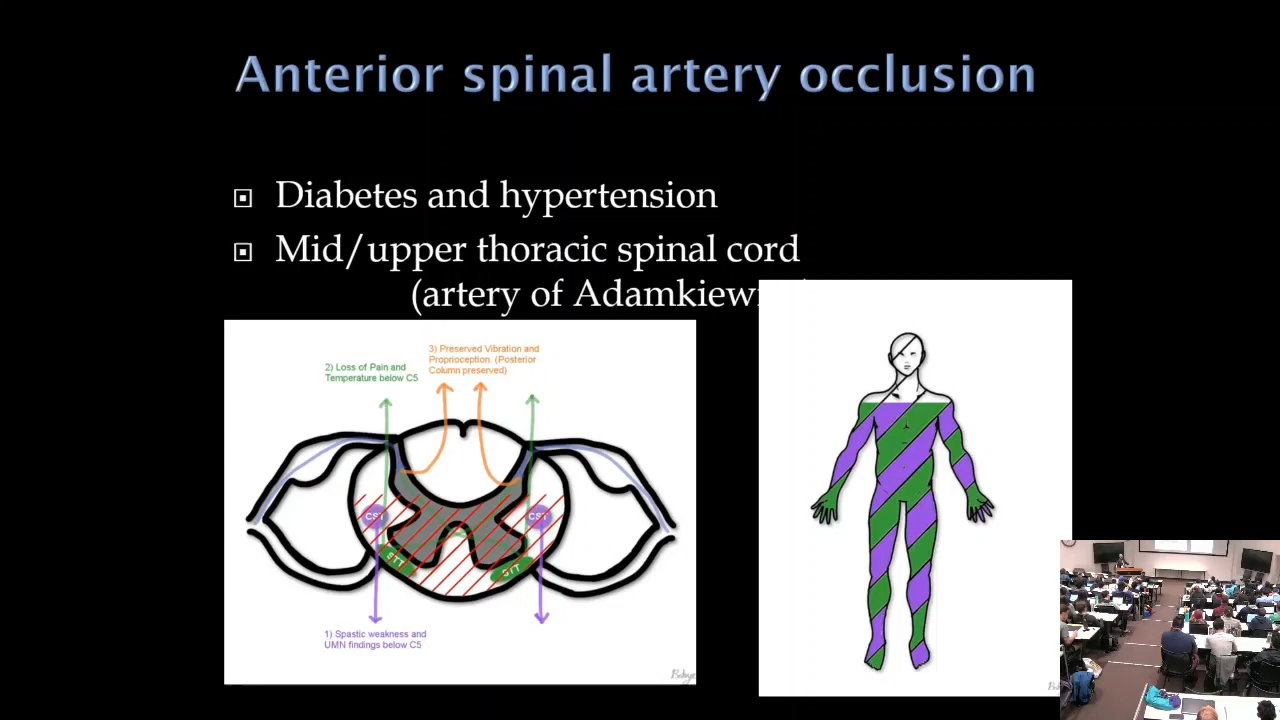 Anterior spinal artery occlusion
Diabetes and hypertension
Mid/upper thoracic spinal cord
(artery of
3) Preserved Vibration and
Proprioception. (Posterior
Column preserved)
2) Loss of Pain and
Temperature below C5
CST
CST
STT
STT
1) Spastic weakness and
UMN findings below C5